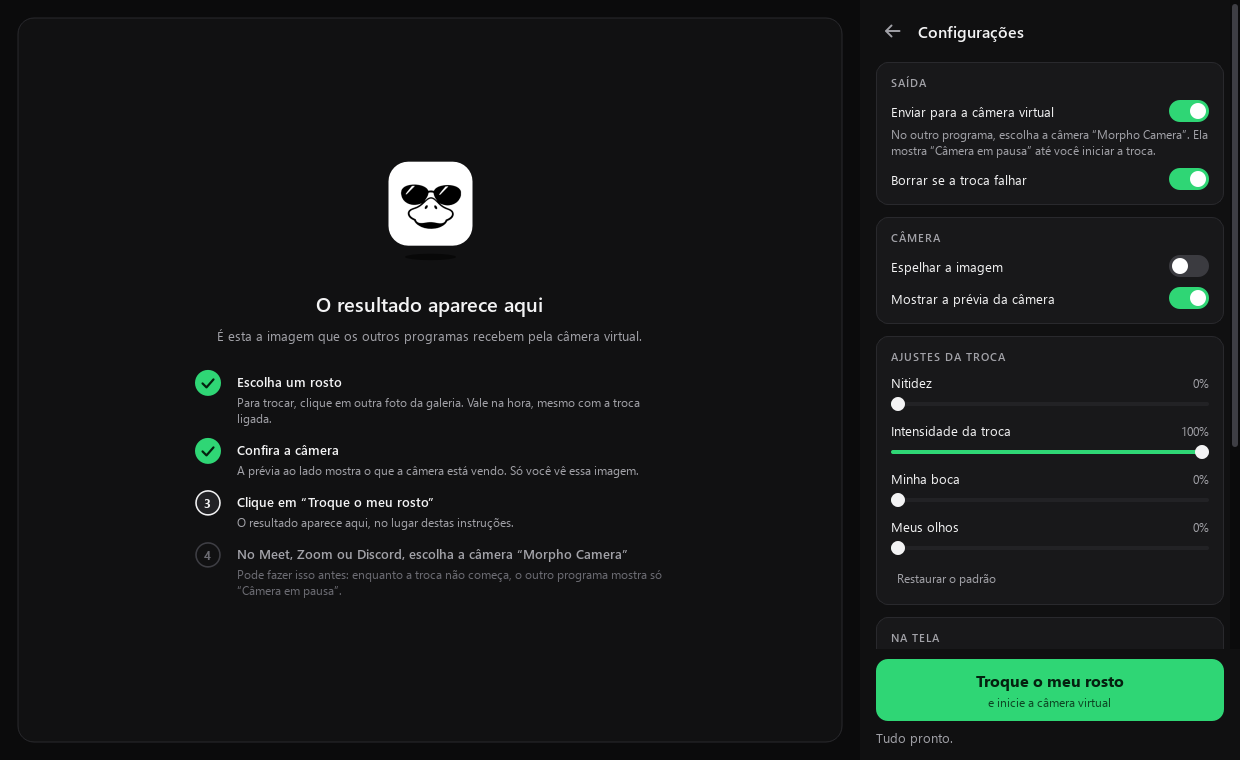 O resultado aparece aqui
É esta a imagem que os outros programas recebem pela câmera virtual.
Escolha um rosto
Para trocar, clique em outra foto da galeria. Vale na hora, mesmo com a troca
ligada.
Confira a câmera
A prévia ao lado mostra o que a câmera está vendo. Só você vê essa imagem.
3
Clique em “Troque o meu rosto”
O resultado aparece aqui, no lugar destas instruções.
4
No Meet, Zoom ou Discord, escolha a câmera “Morpho Camera”
Pode fazer isso antes: enquanto a troca não começa, o outro programa mostra só
“Câmera em pausa”.
Configurações
SAÍDA
Enviar para a câmera virtual
No outro programa, escolha a câmera “Morpho Camera”. Ela
mostra “Câmera em pausa” até você iniciar a troca.
Borrar se a troca falhar
CÂMERA
Espelhar a imagem
Mostrar a prévia da câmera
AJUSTES DA TROCA
Nitidez 0%
Intensidade da troca 100%
Minha boca 0%
Meus olhos 0%
Restaurar o padrão
NA TELA
Troque o meu rosto
e inicie a câmera virtual
Tudo pronto.